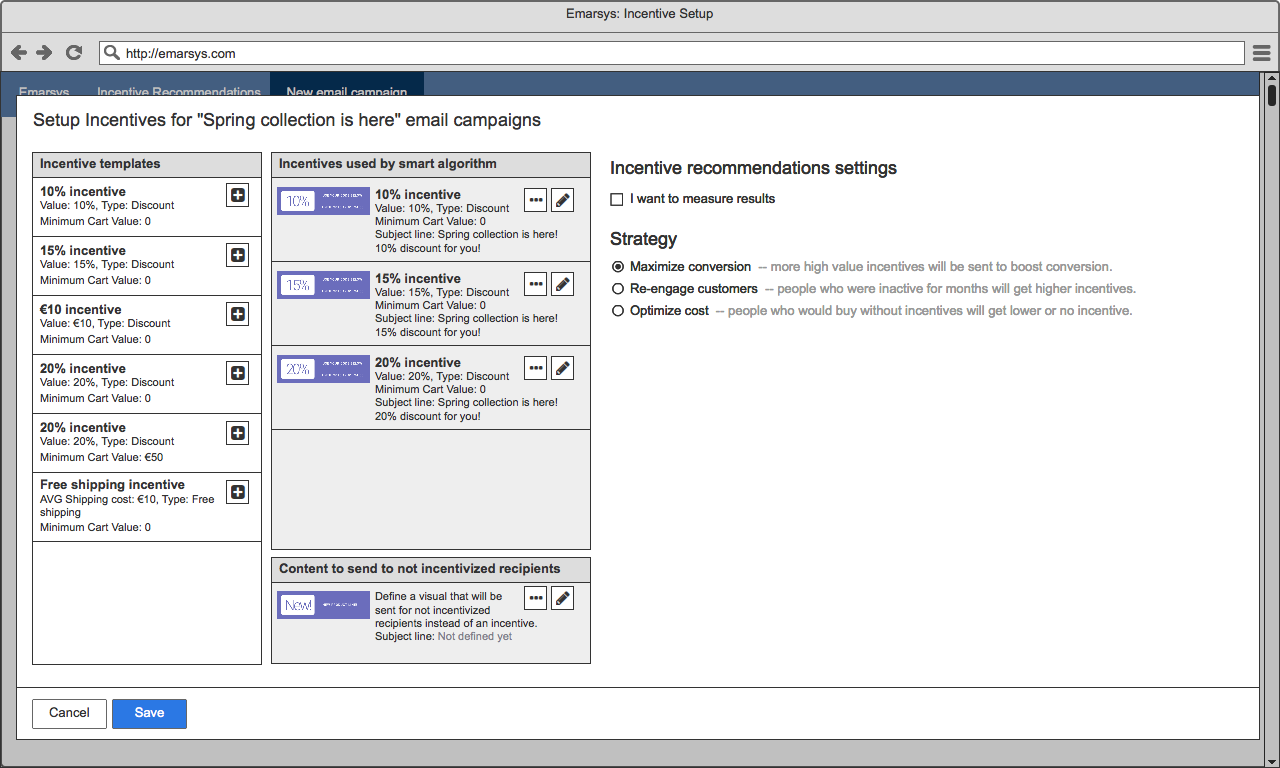 Emarsys: Incentive Setup
http://emarsys.com
Emarsys
Incentive Recommendations
New email campaign
Setup Incentives for "Spring collection is here" email campaigns
Incentive templates
10% incentive
Value: 10%, Type: Discount
Minimum Cart Value: 0
15% incentive
Value: 15%, Type: Discount
Minimum Cart Value: 0
€10 incentive
Value: €10, Type: Discount
Minimum Cart Value: 0
20% incentive
Value: 20%, Type: Discount
Minimum Cart Value: 0
20% incentive
Value: 20%, Type: Discount
Minimum Cart Value: €50
Free shipping incentive
AVG Shipping cost: €10, Type: Free
shipping
Minimum Cart Value: 0
Incentives used by smart algorithm
10%
10% incentive
Value: 10%, Type: Discount
Minimum Cart Value: 0
Subject line: Spring collection is here!
10% discount for you!
15%
15% incentive
Value: 15%, Type: Discount
Minimum Cart Value: 0
Subject line: Spring collection is here!
15% discount for you!
20%
20% incentive
Value: 20%, Type: Discount
Minimum Cart Value: 0
Subject line: Spring collection is here!
20% discount for you!
Content to send to not incentivized recipients
New!
Define a visual that will be
sent for not incentivized
recipients instead of an incentive.
Subject line: Not defined yet
Incentive recommendations settings
I want to measure results
Strategy
Maximize conversion -- more high value incentives will be sent to boost conversion.
Re-engage customers -- people who were inactive for months will get higher incentives.
Optimize cost -- people who would buy without incentives will get lower or no incentive.
Cancel
Save